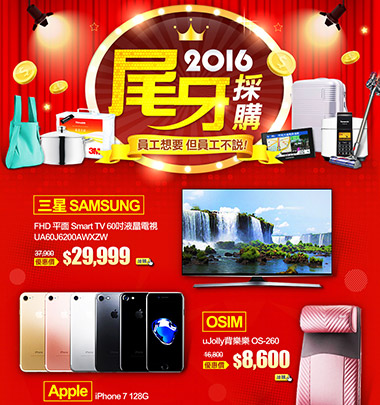 2016
尾牙
採購
員工想要 但員工不說!
三星 SAMSUNG
FHD 平面 Smart TV 60吋液晶電視
UA60J6200AWXZW
37,900
優惠價 $29,999
OSIM
uJolly背樂樂 OS-260
16,800
優惠價 $8,600
Apple iPhone 7 128G
3M